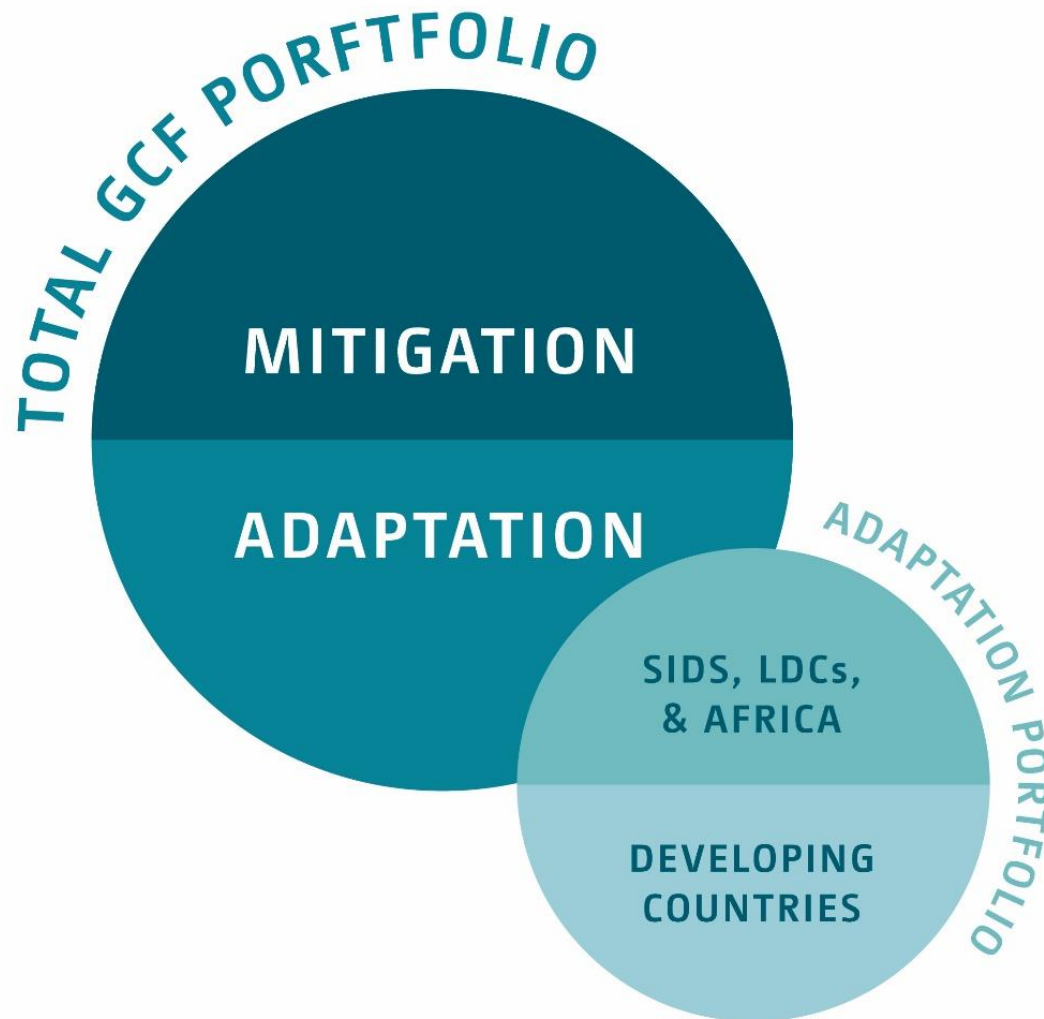 TOTAL GCF PORFTFOLIO
MITIGATION
ADAPTATION
ADAPTATION PORTFOLIO
SIDS, LDCs,
& AFRICA
DEVELOPING
COUNTRIES